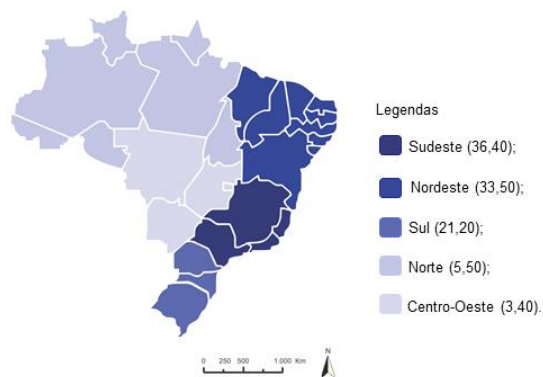 Legendas
Sudeste (36,40);
Nordeste (33,50);
Sul (21,20);
Norte (5,50);
Centro-Oeste (3,40).
0 250 500 1.000 Km
N